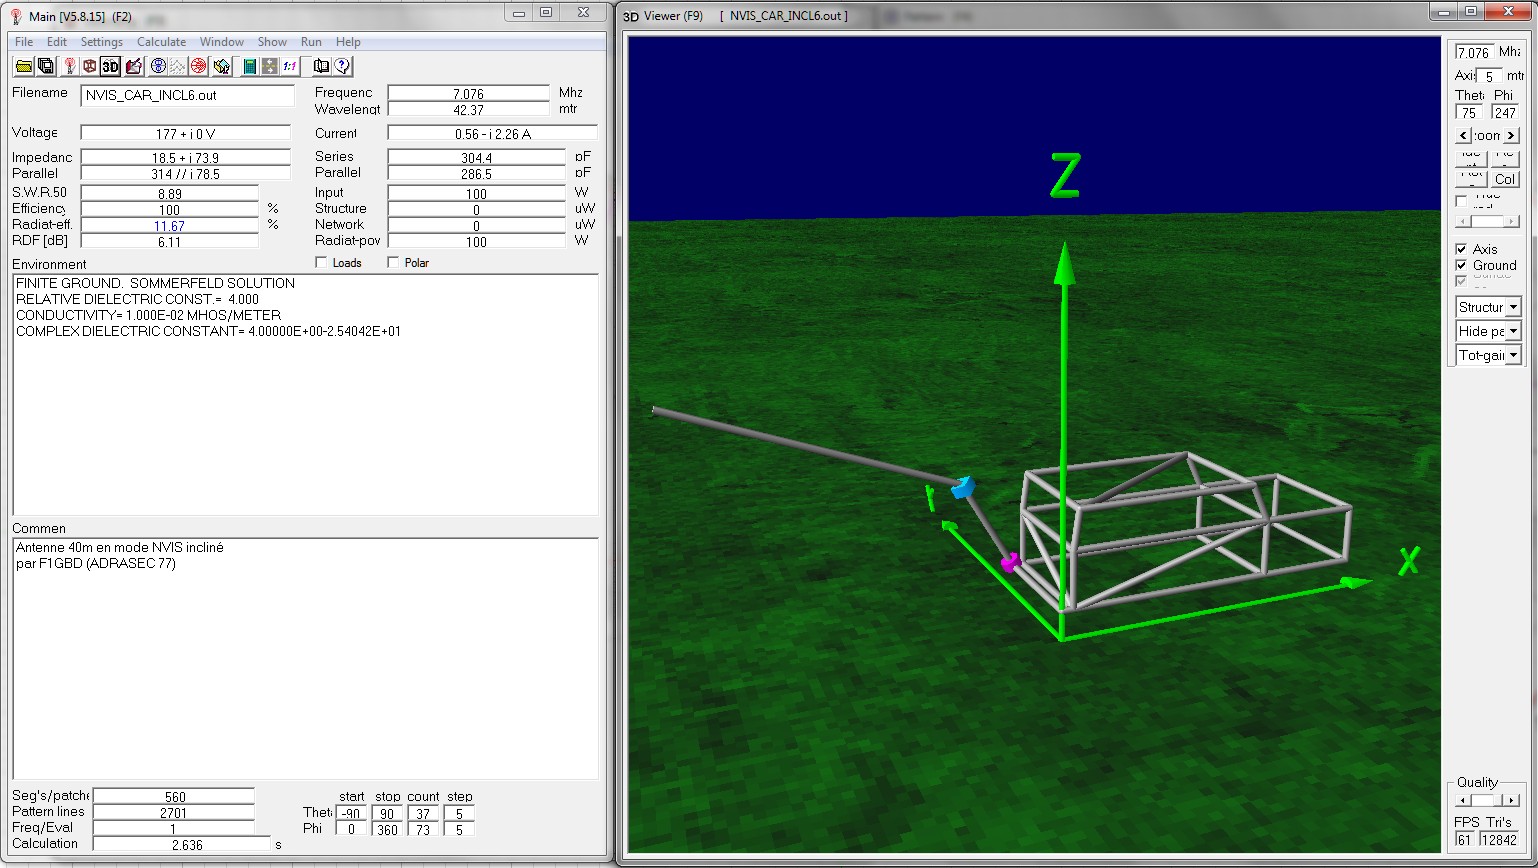 Main [V5.8.15] (F2)
File Edit Settings Calculate Window Show Run Help
3D 1:1
Filename NVIS_CAR_INCL6.out Frequenc 7.076 Mhz
Wavelengt 42.37 mtr
Voltage 177 + i 0 V Current 0.56 - i 2.26 A
Impedanc 18.5 + i 73.9 Series 304.4 pF
Parallel 314 // i 78.5 Parallel 286.5 pF
S.W.R.50 8.89 Input 100 W
Efficiency 100 % Structure 0 uW
Radiat-eff. 11.67 % Network 0 uW
RDF [dB] 6.11 Radiat-pov 100 W
Environment Loads Polar
FINITE GROUND. SOMMERFELD SOLUTION
RELATIVE DIELECTRIC CONST.= 4.000
CONDUCTIVITY= 1.000E-02 MHOS/METER
COMPLEX DIELECTRIC CONSTANT= 4.00000E+00-2.54042E+01
Commen
Antenne 40m en mode NVIS incliné
par F1GBD (ADRASEC 77)
Seg's/patche 560 start stop count step
Pattern lines 2701 Thet -90 90 37 5
Freq/Eval 1 Phi 0 360 73 5
Calculation 2.636 s
3D Viewer (F9) [ NVIS_CAR_INCL6.out ]
Z
X
7.076 Mhz
Axis 5 mtr
Thet Phi
75 247
< :oom >
Col
Axis
Ground
Structur
Hide pa
Tot-gain
Quality
FPS Tri's
61 12842